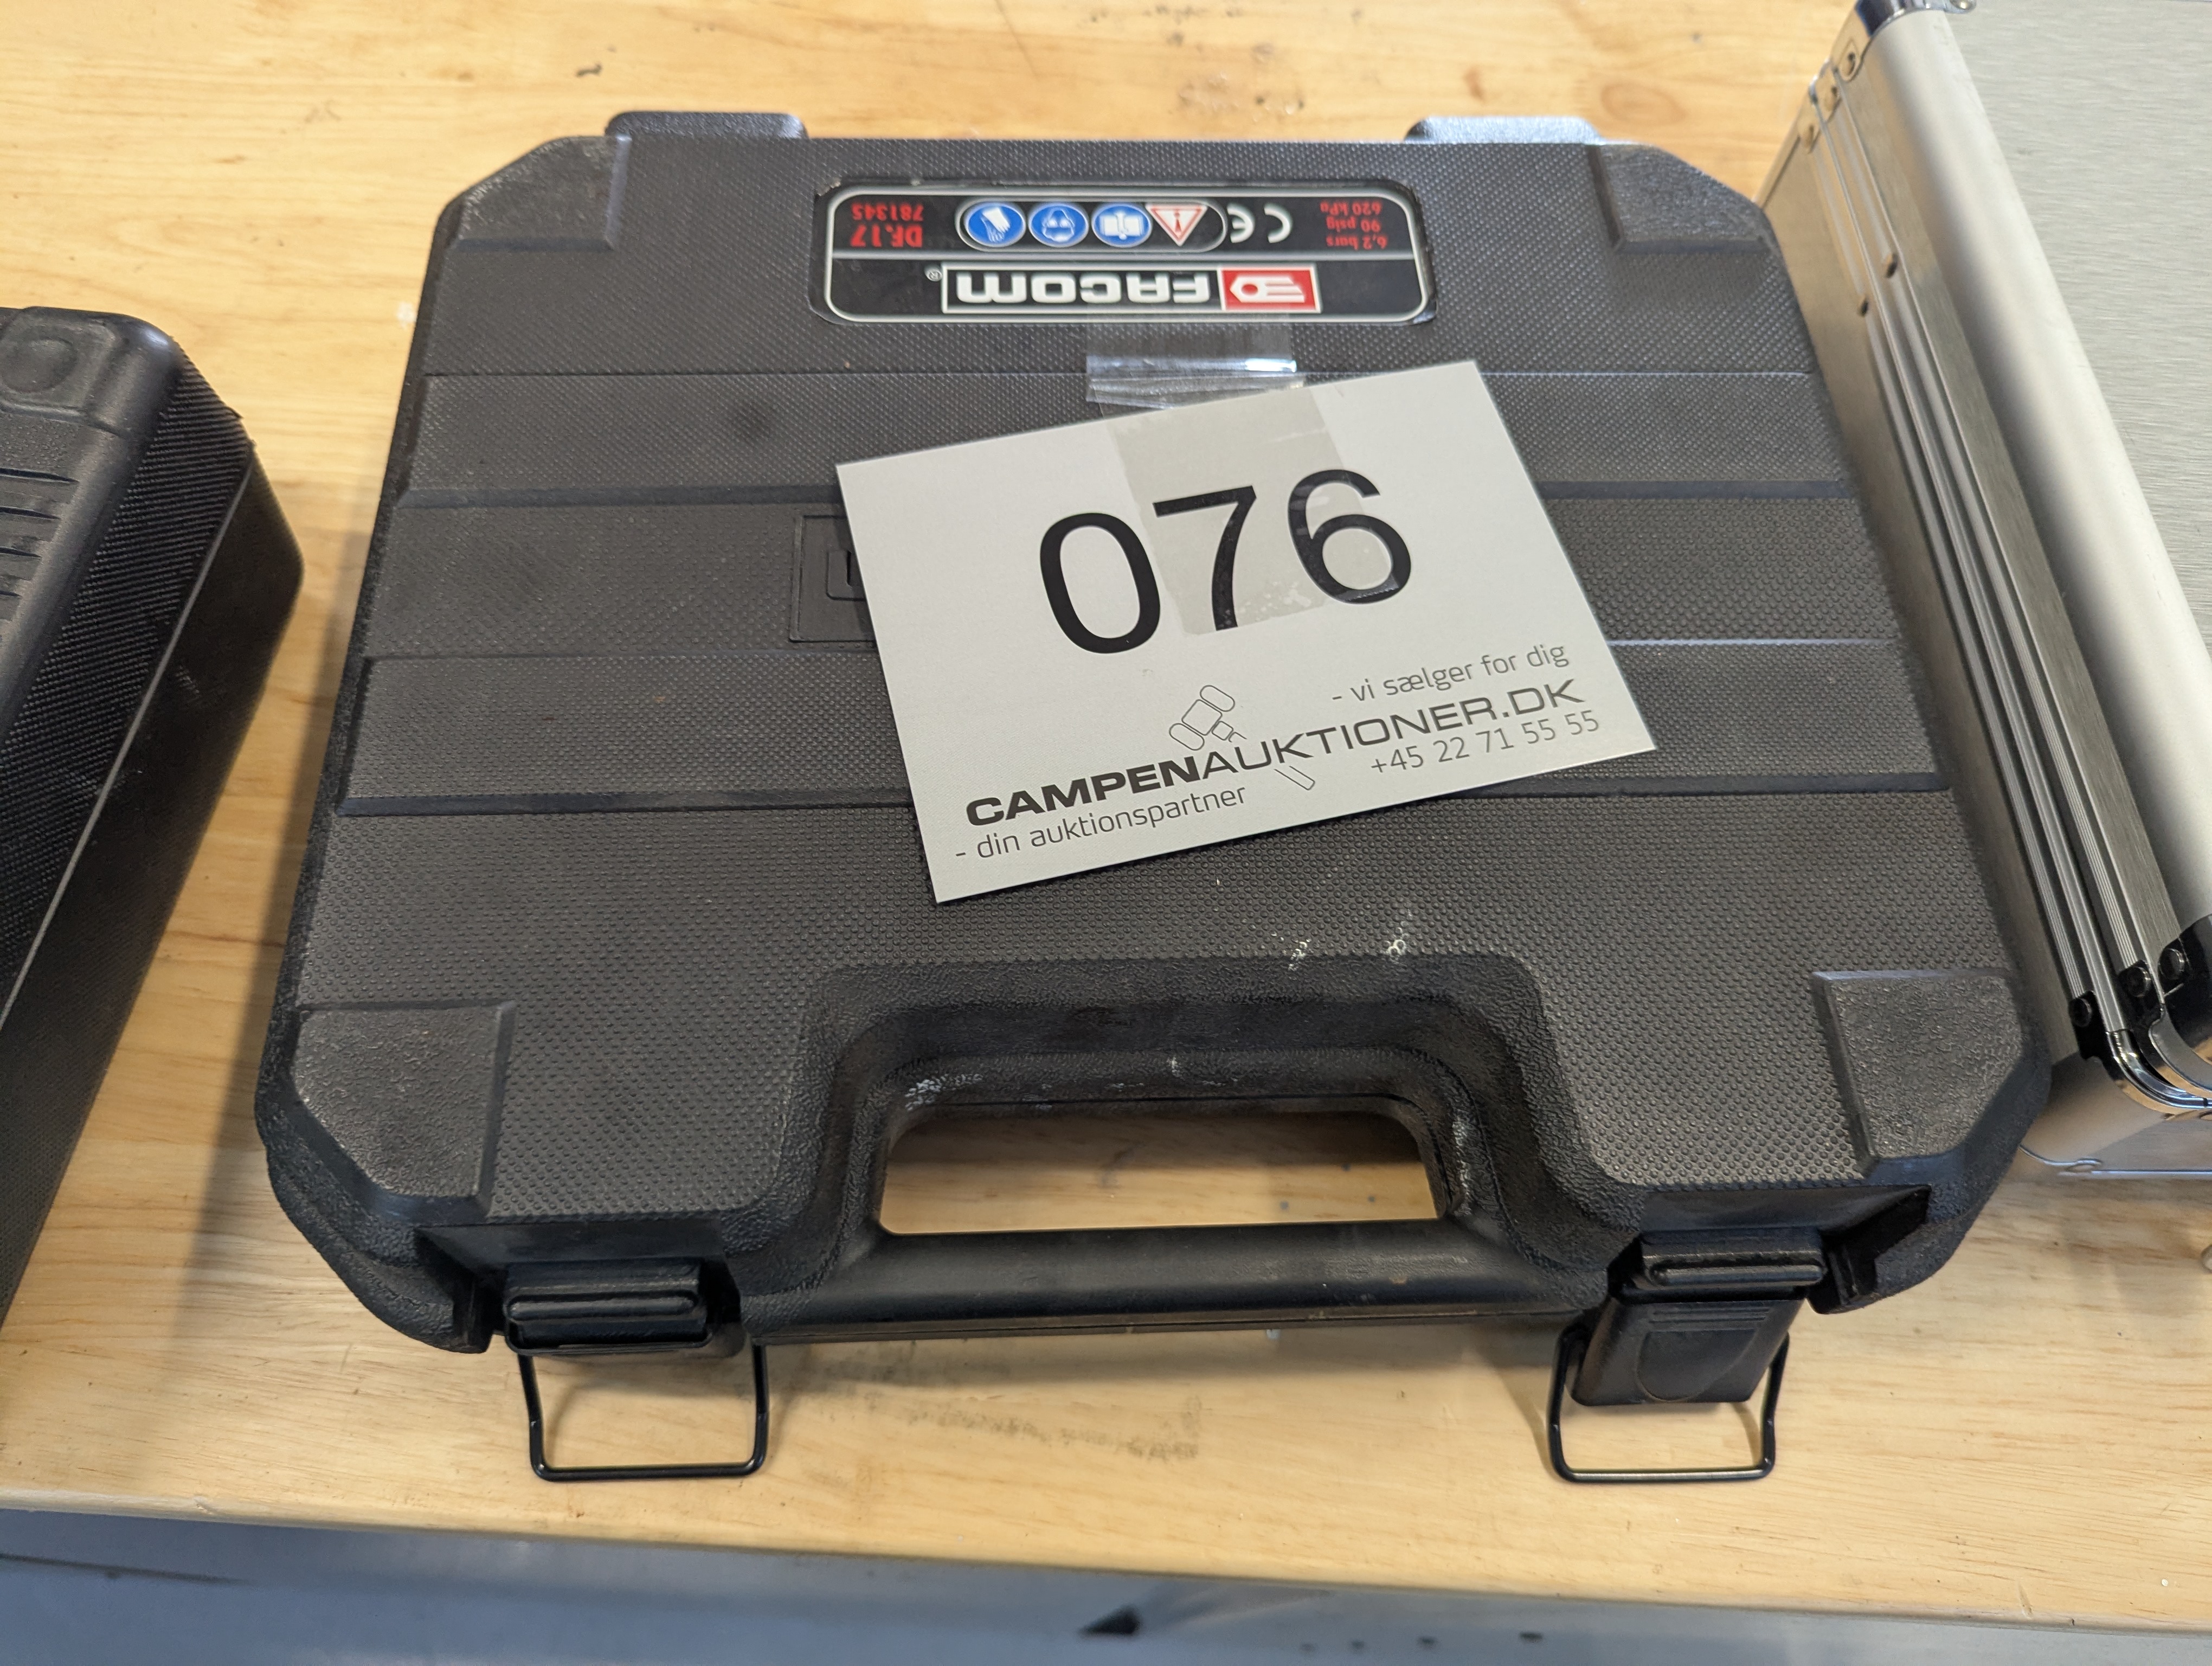 FACOM®
6,2 bars
90 psig
620 kPa
CE
DF.17
781345
076
- vi sælger for dig
CAMPENAUKTIONER.DK
+45 22 71 55 55
- din auktionspartner